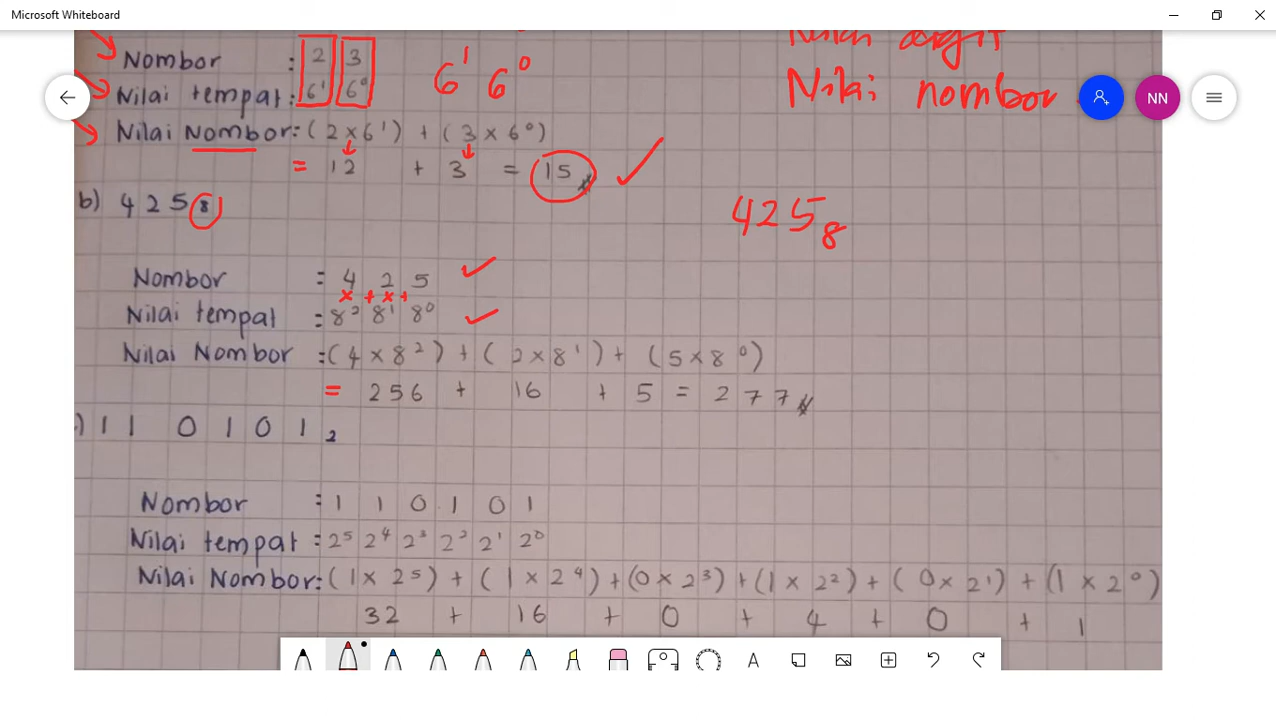 Microsoft Whiteboard
Nombor : 2 3
Nilai tempat : 6¹ 6⁰
6¹ 6⁰
digit
Nilai nombor
NN
Nilai Nombor : (2 × 6¹) + (3 × 6⁰)
= 12 + 3 = 15
b) 425₈
425₈
Nombor : 4 2 5
× + × +
Nilai tempat : 8² 8¹ 8⁰
Nilai Nombor : (4 × 8²) + (2 × 8¹) + (5 × 8⁰)
= 256 + 16 + 5 = 277
) 1 1 0 1 0 1₂
Nombor : 1 1 0 1 0 1
Nilai tempat : 2⁵ 2⁴ 2³ 2² 2¹ 2⁰
Nilai Nombor : (1 × 2⁵) + (1 × 2⁴) + (0 × 2³) + (1 × 2²) + (0 × 2¹) + (1 × 2⁰)
32 + 16 + 0 + 4 + 0 + 1
A